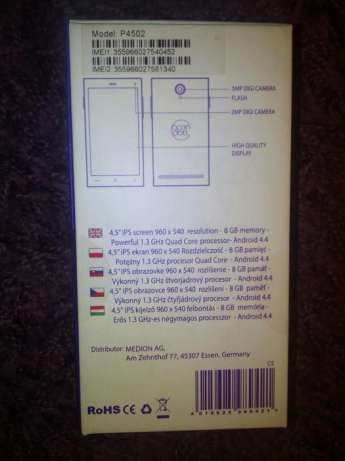 Model: P4502
IMEI1: 355966027540452
IMEI2: 355966027581340
5MP DIGI CAMERA
FLASH
2MP DIGI CAMERA
HIGH QUALITY
DISPLAY
4,5" IPS screen 960 x 540 resolution - 8 GB memory -
Powerful 1.3 GHz Quad Core processor- Android 4.4
4,5" IPS ekran 960 x 540 Rozdzielczość - 8 GB pamięć -
Potężny 1.3 GHz procesor Quad Core - Android 4.4
4,5" IPS obrazovke 960 x 540 rozlíšenie - 8 GB pamäť -
Výkonny 1.3 GHz štvorjadrový procesor - Android 4.4
4,5" IPS obrazovce 960 x 540 rozlišení - 8 GB paměť -
Výkonný 1.3 GHz čtyřjádrový procesor - Android 4.4
4,5" IPS kijelző 960 x 540 felbontás - 8 GB memória -
Erős 1.3 GHz-es négymagos processzor - Android 4.4
Distributor: MEDION AG,
Am Zehnthof 77, 45307 Essen, Germany
CE
RoHS CE